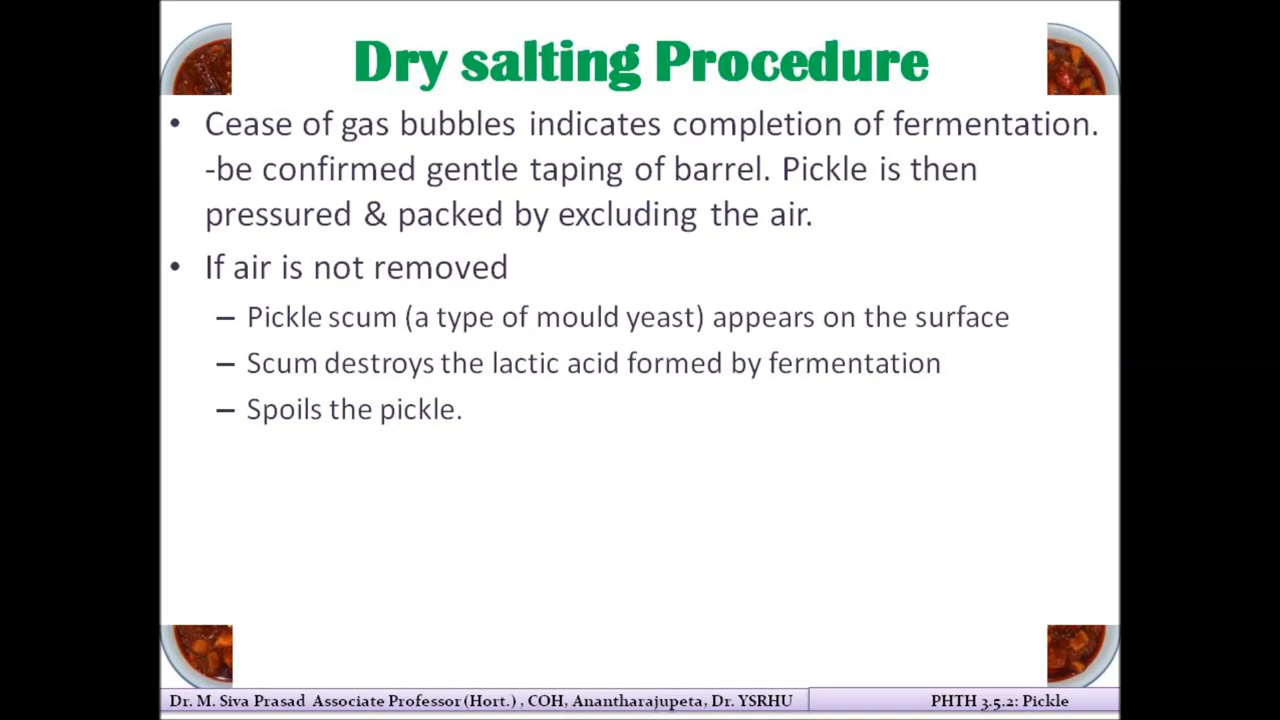 Dry salting Procedure
• Cease of gas bubbles indicates completion of fermentation.
-be confirmed gentle taping of barrel. Pickle is then
pressured & packed by excluding the air.
• If air is not removed
– Pickle scum (a type of mould yeast) appears on the surface
– Scum destroys the lactic acid formed by fermentation
– Spoils the pickle.
Dr. M. Siva Prasad Associate Professor (Hort.) , COH, Anantharajupeta, Dr. YSRHU
PHTH 3.5.2: Pickle